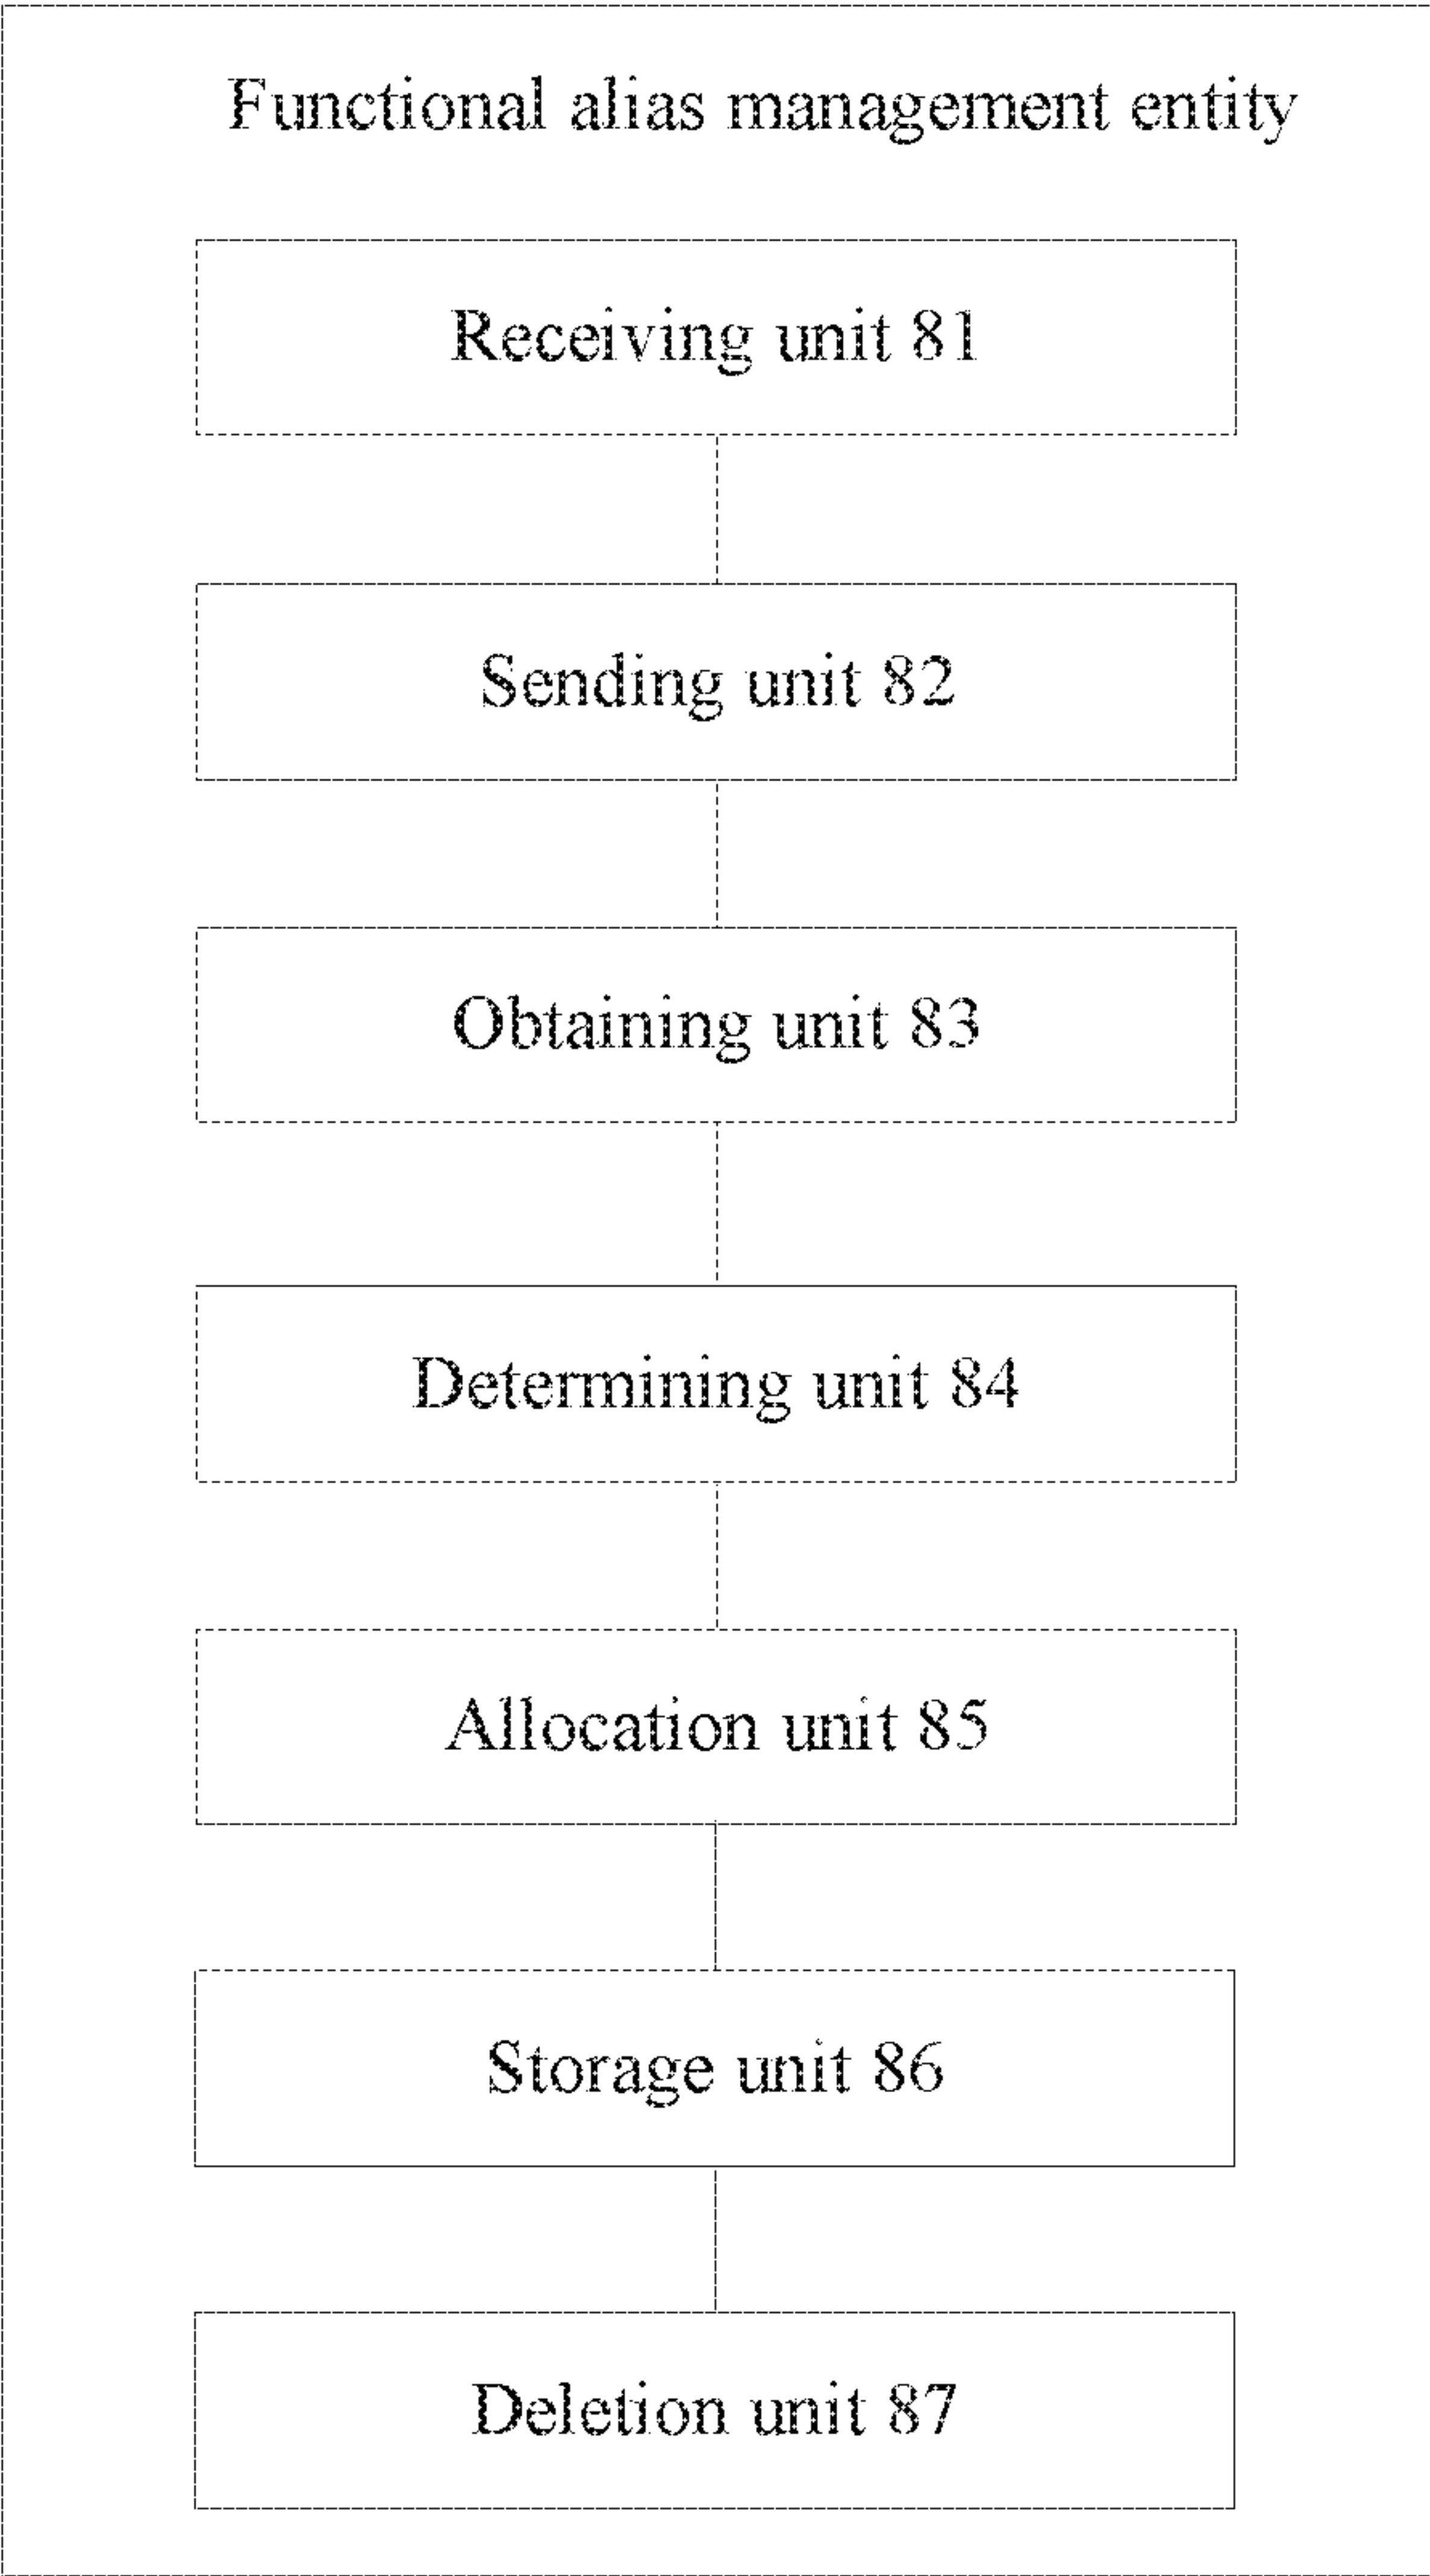 Functional alias management entity
Receiving unit 81
Sending unit 82
Obtaining unit 83
Determining unit 84
Allocation unit 85
Storage unit 86
Deletion unit 87